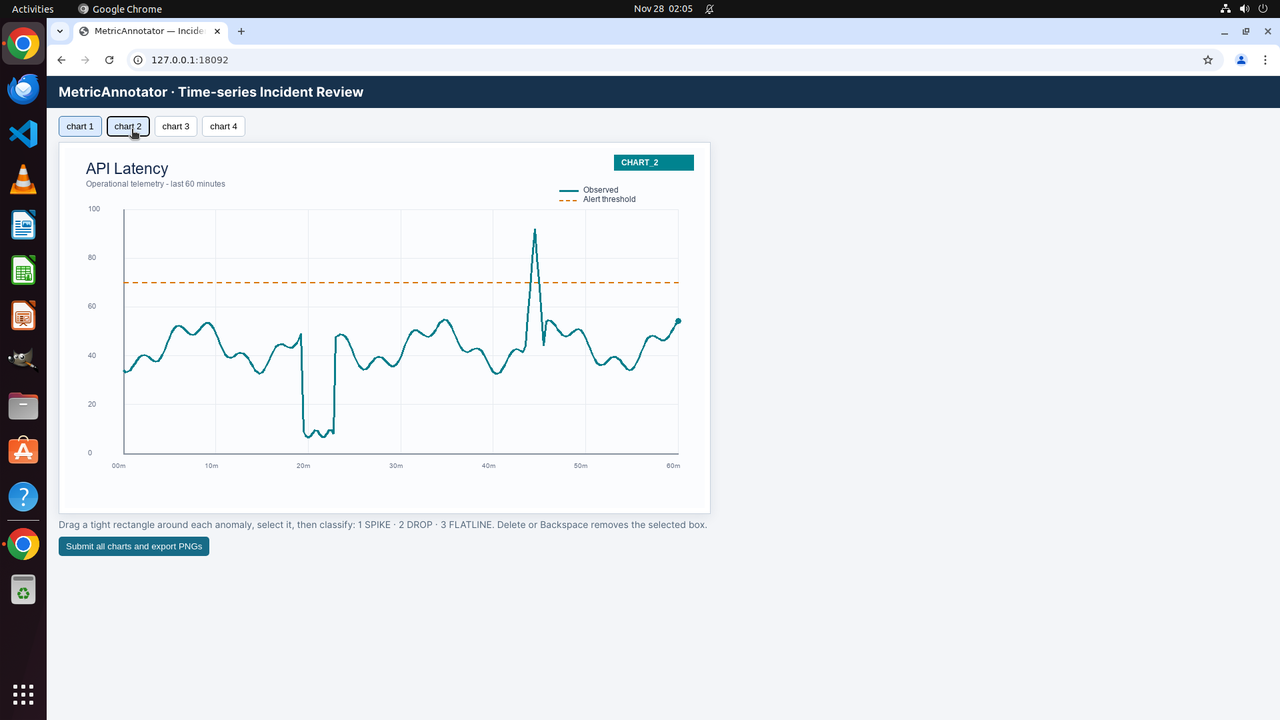 Activities
Google Chrome
Nov 28 02:05
MetricAnnotator — Incide
127.0.0.1:18092
MetricAnnotator · Time-series Incident Review
chart 1
chart 2
chart 3
chart 4
API Latency
CHART_2
Operational telemetry - last 60 minutes
Observed
Alert threshold
100
80
60
40
20
0
00m
10m
20m
30m
40m
50m
60m
Drag a tight rectangle around each anomaly, select it, then classify: 1 SPIKE · 2 DROP · 3 FLATLINE. Delete or Backspace removes the selected box.
Submit all charts and export PNGs